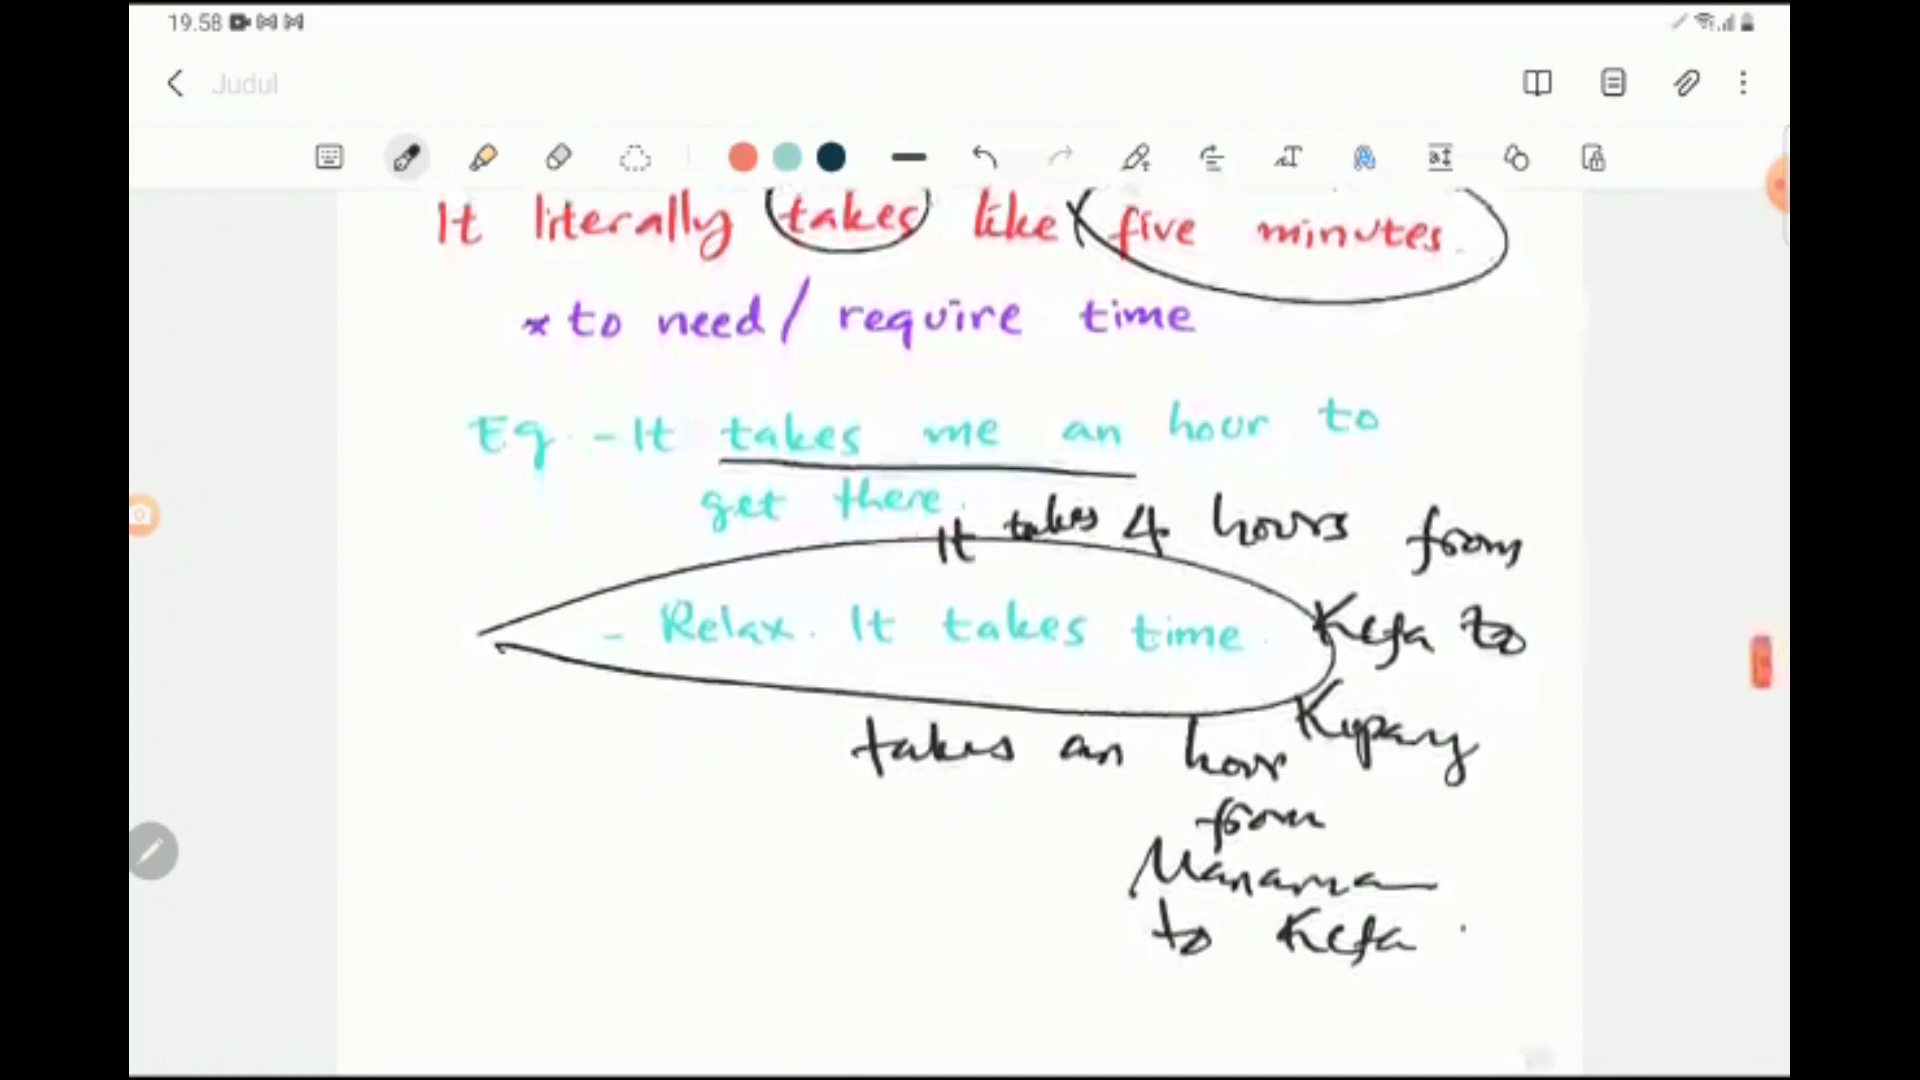 19.58
Judul
It literally takes like five minutes.
* to need / require time
Eg. - It takes me an hour to
get there.
It takes 4 hours from
Kefa to
Kupang
- Relax. It takes time.
takes an hour
from
Manama
to Kefa.